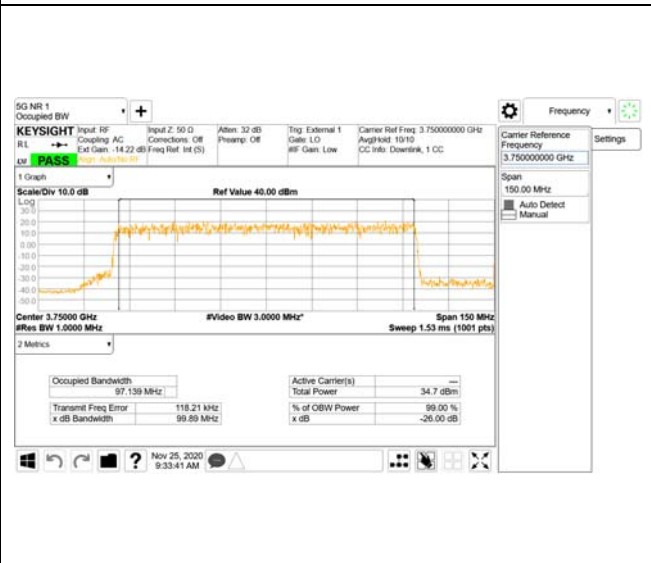 5G NR 1
Occupied BW
Frequency
KEYSIGHT
Input: RF
Coupling: AC
Ext Gain: -14.22 dB
Align: Auto/No RF
Input Z: 50 Ω
Corrections: Off
Freq Ref: Int (S)
Atten: 32 dB
Preamp: Off
Trig: External 1
Gate: LO
#IF Gain: Low
Carrier Ref Freq: 3.750000000 GHz
Avg|Hold: 10/10
CC Info: Downlink, 1 CC
RL
PASS
Carrier Reference
Frequency
3.750000000 GHz
Settings
Span
150.00 MHz
Auto Detect
Manual
1 Graph
Scale/Div 10.0 dB
Ref Value 40.00 dBm
Log
30.0
20.0
10.0
0.00
-10.0
-20.0
-30.0
-40.0
-50.0
Center 3.75000 GHz
#Video BW 3.0000 MHz*
Span 150 MHz
#Res BW 1.0000 MHz
Sweep 1.53 ms (1001 pts)
2 Metrics
Occupied Bandwidth
97.139 MHz
Transmit Freq Error 118.21 kHz
x dB Bandwidth 99.89 MHz
Active Carrier(s) ---
Total Power 34.7 dBm
% of OBW Power 99.00 %
x dB -26.00 dB
?
Nov 25, 2020
9:33:41 AM